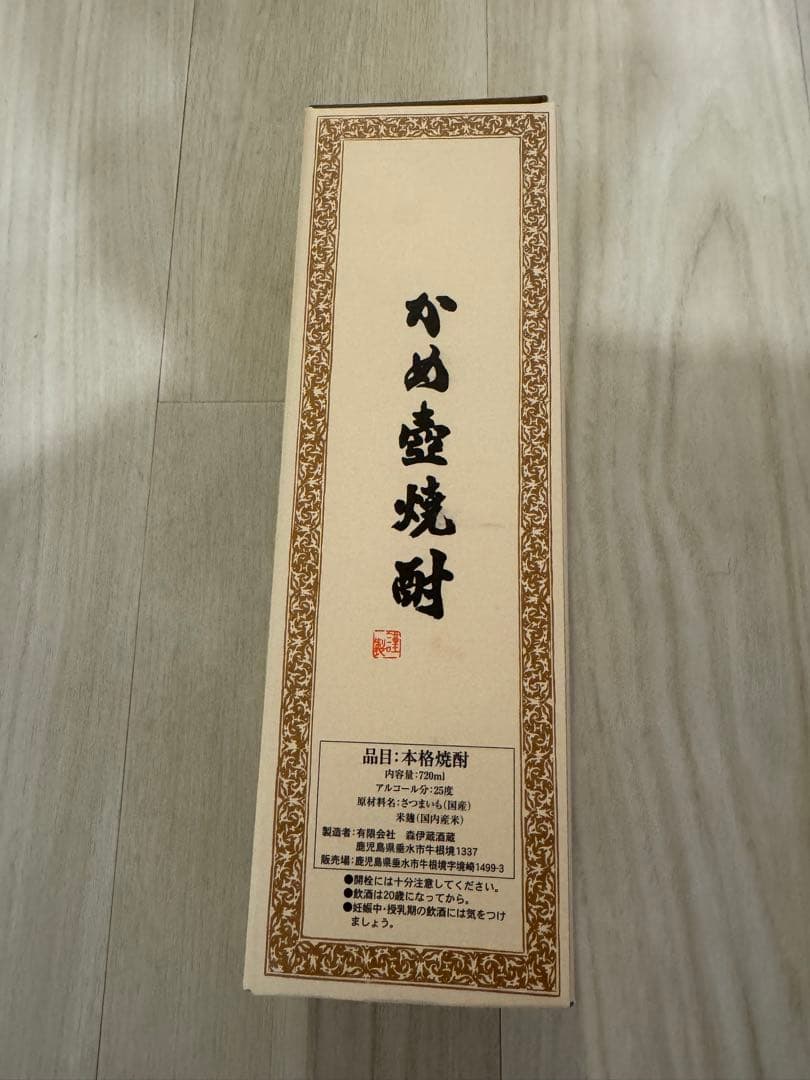 かめ壺焼酎
謹製
品目:本格焼酎
内容量:720ml
アルコール分:25度
原材料名:さつまいも(国産)
米麹(国内産米)
製造者:有限会社 森伊蔵酒蔵
鹿児島県垂水市牛根境1337
販売場:鹿児島県垂水市牛根境字境崎1499-3
●開栓には十分注意してください。
●飲酒は20歳になってから。
●妊娠中・授乳期の飲酒には気をつけ
ましょう。